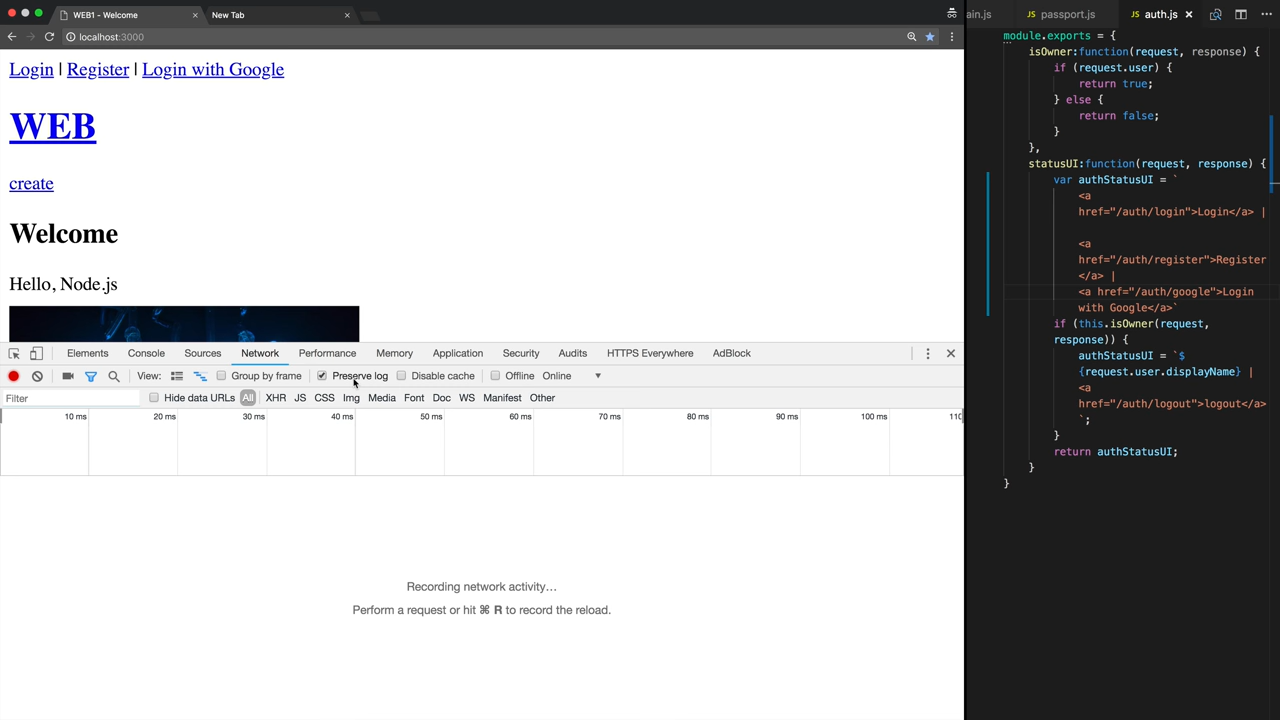 WEB1 - Welcome
New Tab
localhost:3000
Login | Register | Login with Google
WEB
create
Welcome
Hello, Node.js
Elements Console Sources Network Performance Memory Application Security Audits HTTPS Everywhere AdBlock
View: Group by frame Preserve log Disable cache Offline Online
Filter Hide data URLs All XHR JS CSS Img Media Font Doc WS Manifest Other
10 ms 20 ms 30 ms 40 ms 50 ms 60 ms 70 ms 80 ms 90 ms 100 ms
Recording network activity…
Perform a request or hit ⌘ R to record the reload.
ain.js JS passport.js JS auth.js
module.exports = {
isOwner:function(request, response) {
if (request.user) {
return true;
} else {
return false;
}
},
statusUI:function(request, response) {
var authStatusUI = `
<a
href="/auth/login">Login</a> |
<a
href="/auth/register">Register
</a> |
<a href="/auth/google">Login
with Google</a>`
if (this.isOwner(request,
response)) {
authStatusUI = `$
{request.user.displayName} |
<a
href="/auth/logout">logout</a>
`;
}
return authStatusUI;
}
}